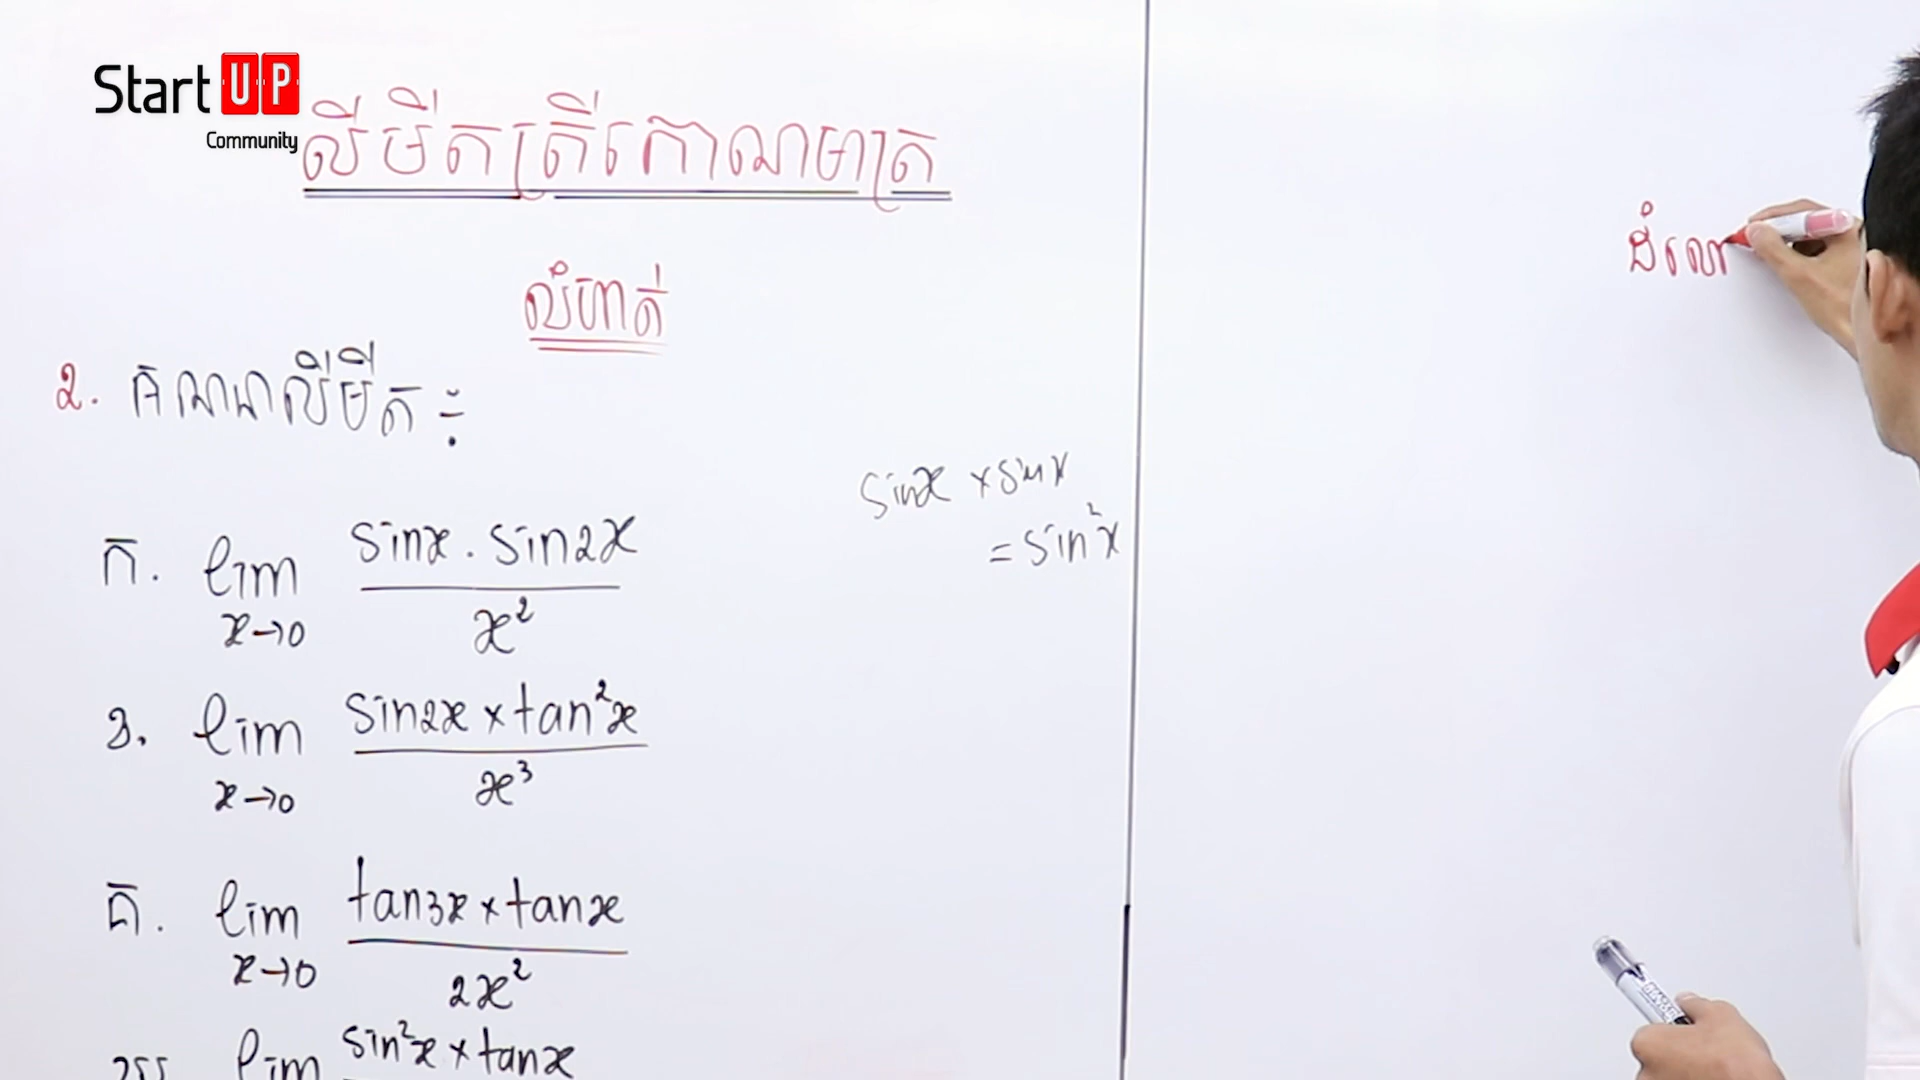 StartUP
Community
លីមីតត្រីកោណមាត្រ
លំហាត់
2. គណនាលីមីត ៖
ក. lim x→0 sinx . sin2x / x²
sinx × sinx
= sin²x
ខ. lim x→0 sin2x × tan²x / x³
គ. lim x→0 tan3x × tanx / 2x²
ឃ. lim sin²x × tanx
ដំណោ